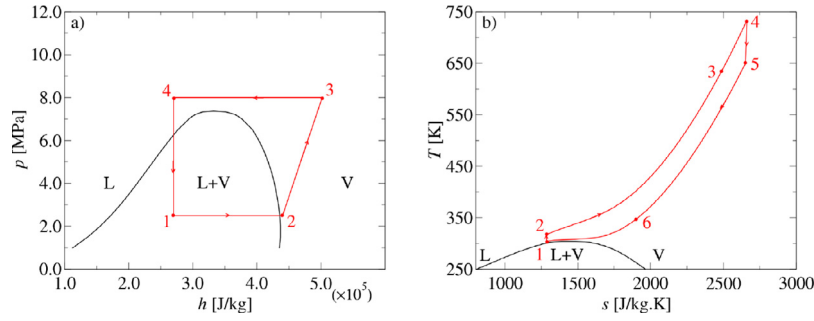 a)
12.0
10.0
8.0
6.0
4.0
2.0
0.0
p [MPa]
4
3
L
L+V
V
1
2
1.0
2.0
3.0
4.0
5.0
(×10⁵)
h [J/kg]
b)
750
650
550
450
350
250
T [K]
4
5
3
2
6
1
L
L+V
V
1000
1500
2000
2500
3000
s [J/kg.K]